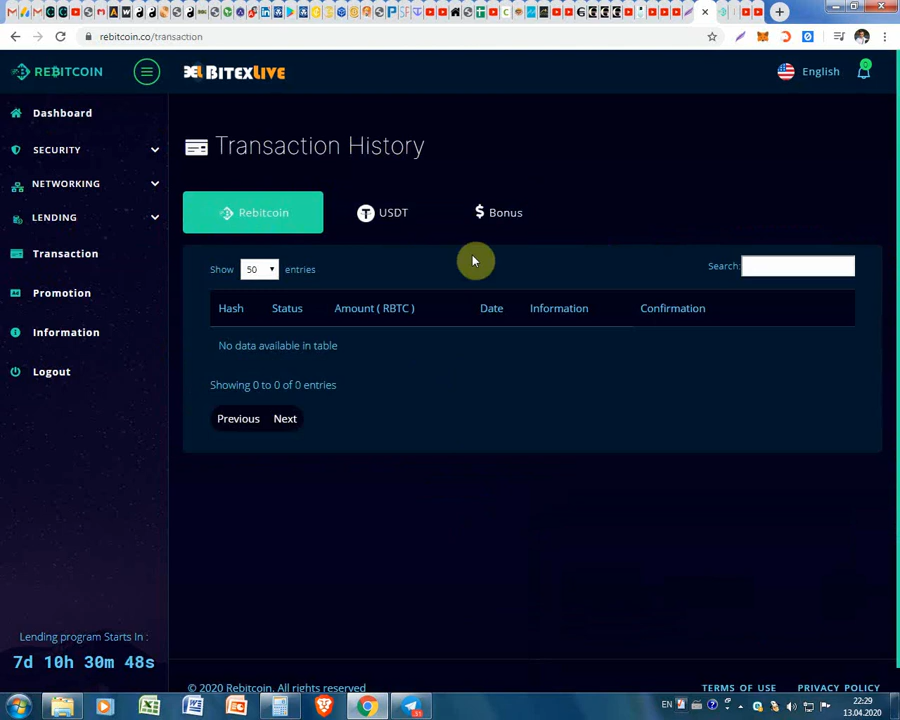 rebitcoin.co/transaction
REBITCOIN
BITEXLIVE
English
0
Dashboard
SECURITY
NETWORKING
LENDING
Transaction
Promotion
Information
Logout
Transaction History
Rebitcoin
USDT
Bonus
Show 50 entries
Search:
Hash Status Amount ( RBTC ) Date Information Confirmation
No data available in table
Showing 0 to 0 of 0 entries
Previous Next
Lending program Starts In :
7d 10h 30m 48s
© 2020 Rebitcoin. All rights reserved
TERMS OF USE PRIVACY POLICY
EN
22:29
13.04.2020